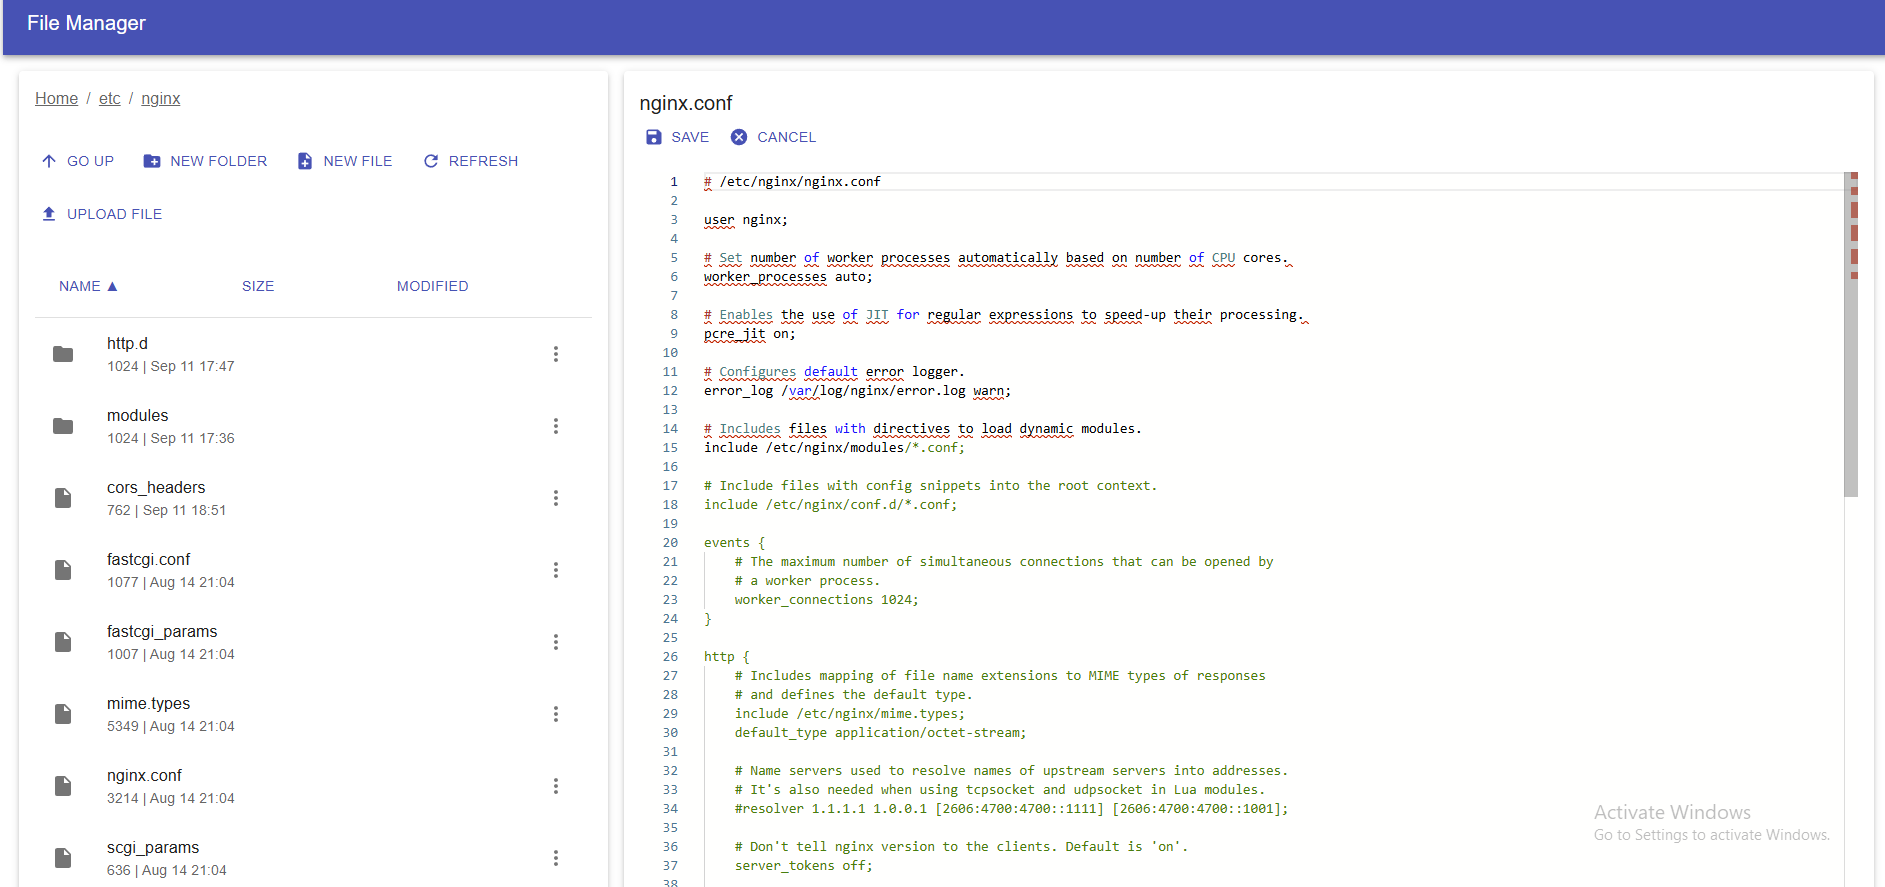 File Manager
Home / etc / nginx
GO UP NEW FOLDER NEW FILE REFRESH
UPLOAD FILE
NAME ▲ SIZE MODIFIED
http.d
1024 | Sep 11 17:47
modules
1024 | Sep 11 17:36
cors_headers
762 | Sep 11 18:51
fastcgi.conf
1077 | Aug 14 21:04
fastcgi_params
1007 | Aug 14 21:04
mime.types
5349 | Aug 14 21:04
nginx.conf
3214 | Aug 14 21:04
scgi_params
636 | Aug 14 21:04
nginx.conf
SAVE CANCEL
1 # /etc/nginx/nginx.conf
2
3 user nginx;
4
5 # Set number of worker processes automatically based on number of CPU cores.
6 worker_processes auto;
7
8 # Enables the use of JIT for regular expressions to speed-up their processing.
9 pcre_jit on;
10
11 # Configures default error logger.
12 error_log /var/log/nginx/error.log warn;
13
14 # Includes files with directives to load dynamic modules.
15 include /etc/nginx/modules/*.conf;
16
17 # Include files with config snippets into the root context.
18 include /etc/nginx/conf.d/*.conf;
19
20 events {
21 # The maximum number of simultaneous connections that can be opened by
22 # a worker process.
23 worker_connections 1024;
24 }
25
26 http {
27 # Includes mapping of file name extensions to MIME types of responses
28 # and defines the default type.
29 include /etc/nginx/mime.types;
30 default_type application/octet-stream;
31
32 # Name servers used to resolve names of upstream servers into addresses.
33 # It's also needed when using tcpsocket and udpsocket in Lua modules.
34 #resolver 1.1.1.1 1.0.0.1 [2606:4700:4700::1111] [2606:4700:4700::1001];
35
36 # Don't tell nginx version to the clients. Default is 'on'.
37 server_tokens off;
38
Activate Windows
Go to Settings to activate Windows.